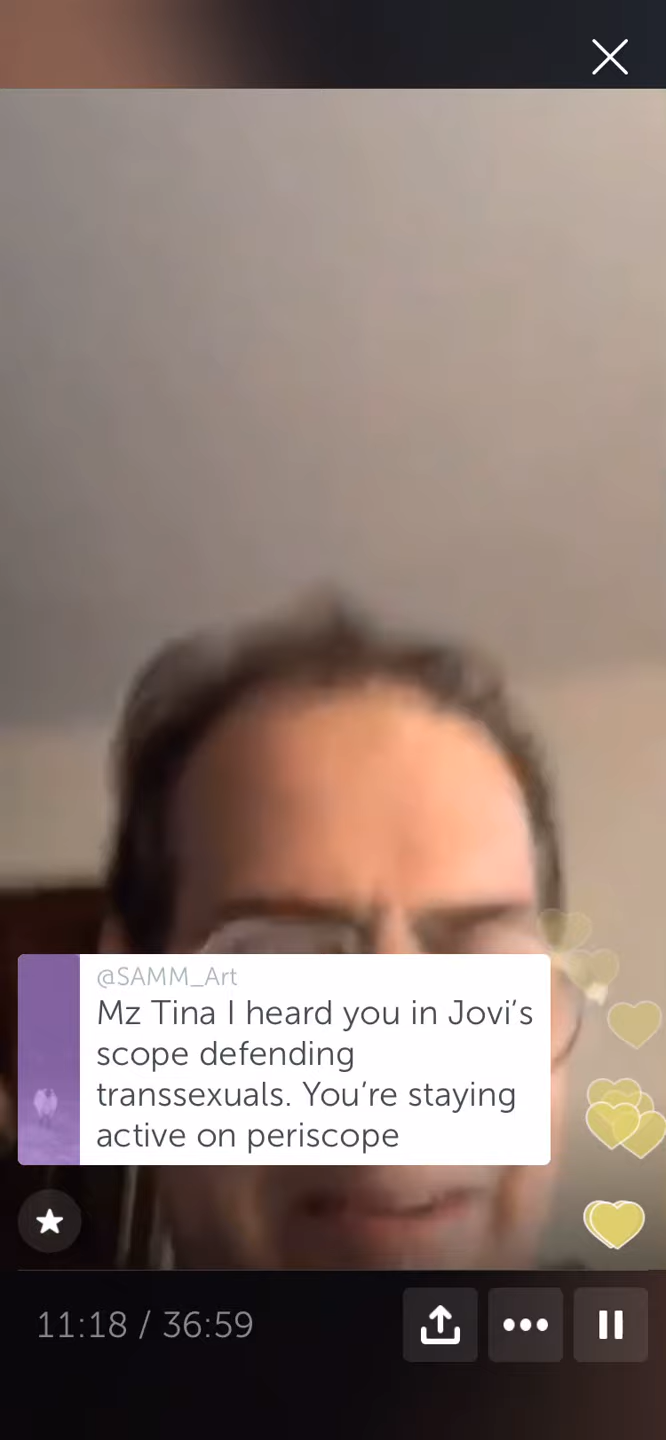 @SAMM_Art
Mz Tina I heard you in Jovi’s
scope defending
transsexuals. You’re staying
active on periscope
11:18 / 36:59